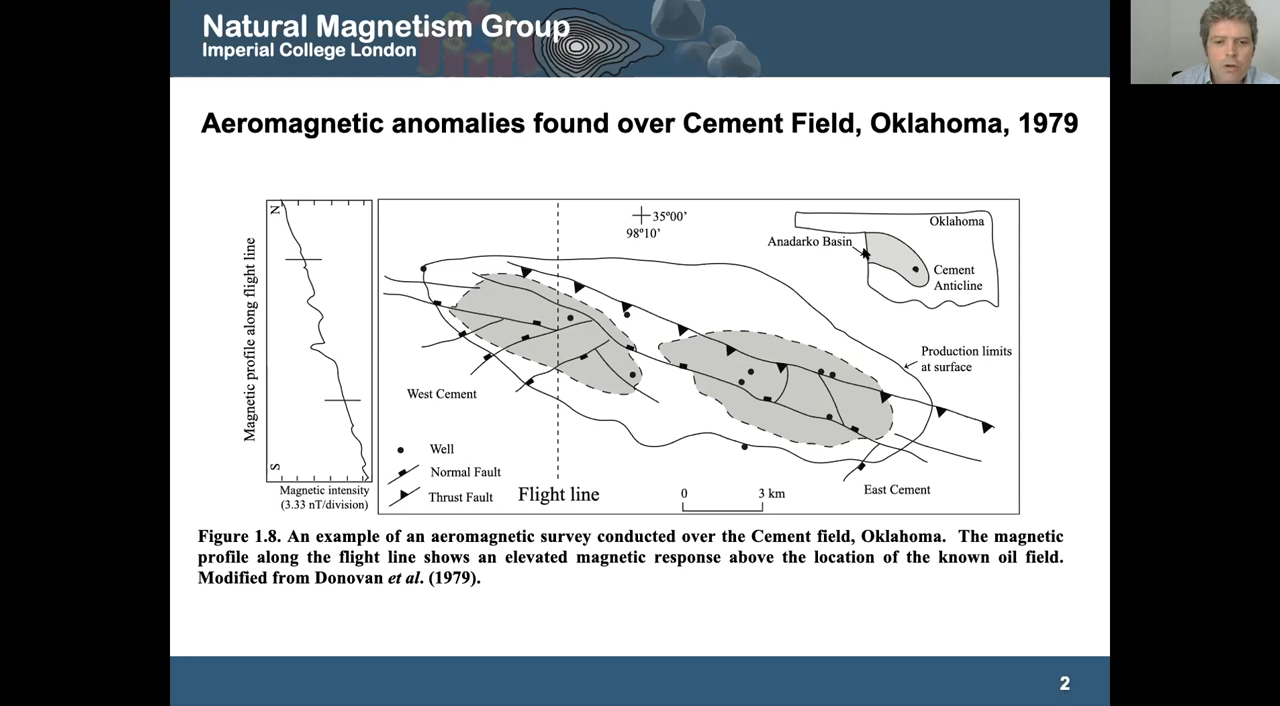 Natural Magnetism Group
Imperial College London
Aeromagnetic anomalies found over Cement Field, Oklahoma, 1979
N
Magnetic profile along flight line
S
Magnetic intensity
(3.33 nT/division)
35º00'
98º10'
Oklahoma
Anadarko Basin
Cement
Anticline
Production limits
at surface
West Cement
Well
Normal Fault
Thrust Fault
Flight line
0 3 km
East Cement
Figure 1.8. An example of an aeromagnetic survey conducted over the Cement field, Oklahoma. The magnetic
profile along the flight line shows an elevated magnetic response above the location of the known oil field.
Modified from Donovan et al. (1979).
2